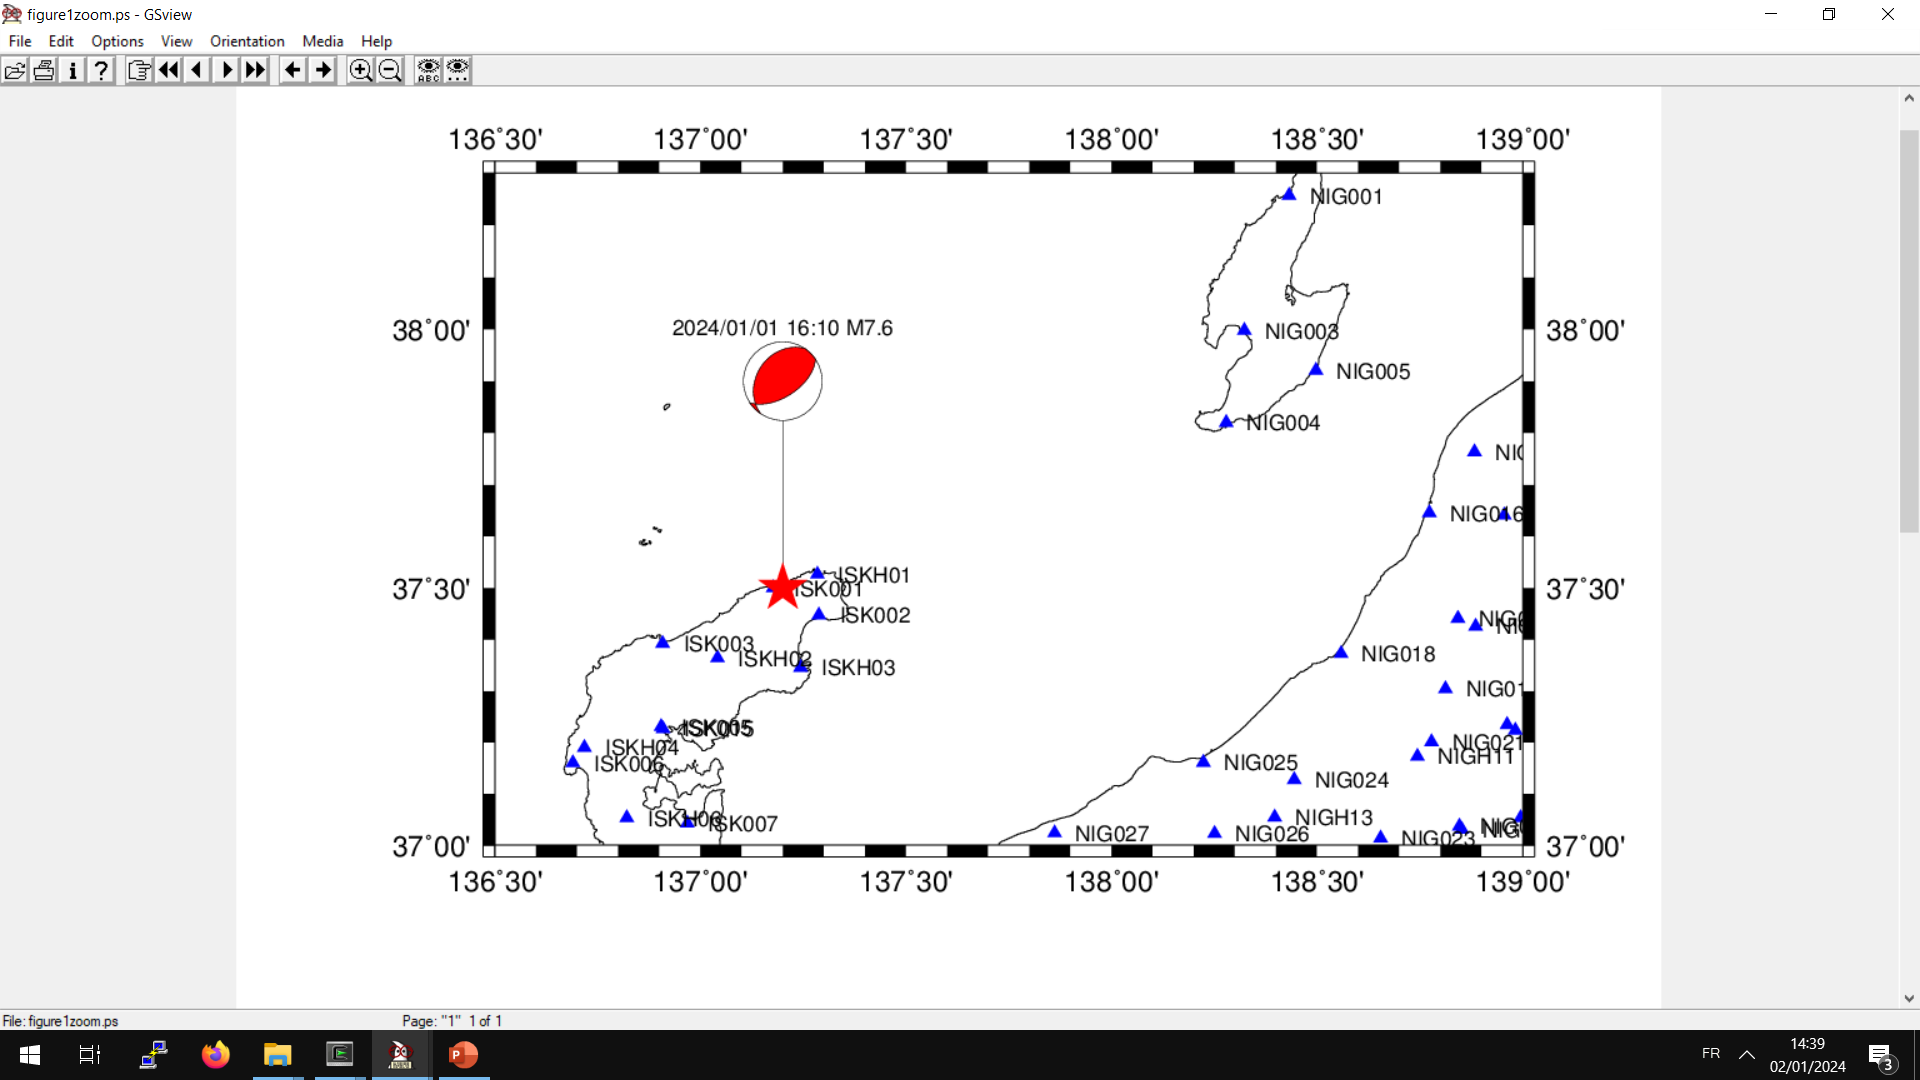 figure1zoom.ps - GSview
File Edit Options View Orientation Media Help
136˚30' 137˚00' 137˚30' 138˚00' 138˚30' 139˚00'
NIG001
2024/01/01 16:10 M7.6
38˚00' NIG003 38˚00'
NIG005
NIG004
NIG016
ISKH01
37˚30' ISK001 37˚30'
ISK002
ISK003
NIG018
ISKH02
ISKH03
NIG01
ISK005
ISK015
NIG021
ISKH04
NIGH11
ISK006
NIG025
NIG024
NIGH13
ISKH06
ISK007
NIG027
NIG026
NIG023
37˚00' 37˚00'
136˚30' 137˚00' 137˚30' 138˚00' 138˚30' 139˚00'
File: figure1zoom.ps Page: "1" 1 of 1
FR
14:39
02/01/2024
3